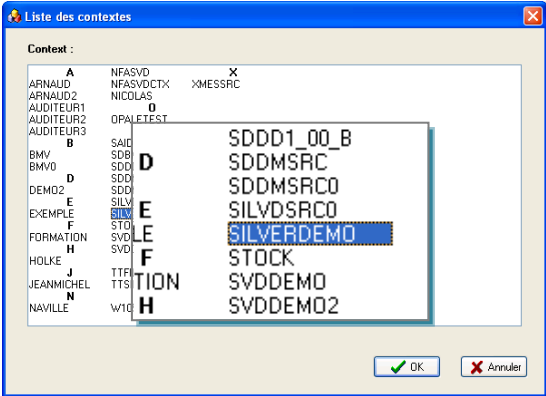 Liste des contextes
Context :
A
ARNAUD
ARNAUD2
AUDITEUR1
AUDITEUR2
AUDITEUR3
B
BMV
BMV0
D
DEMO2
E
EXEMPLE
F
FORMATION
H
HOLKE
J
JEANMICHEL
N
NAVILLE
NFASVD
NFASVDCTX
NICOLAS
O
OPALETEST
X
XMESSRC
SDDD1_00_B
D SDDMSRC
SDDMSRC0
E SILVDSRC0
LE SILVERDEMO
F STOCK
TION SVDDEMO
H SVDDEMO2
OK
Annuler